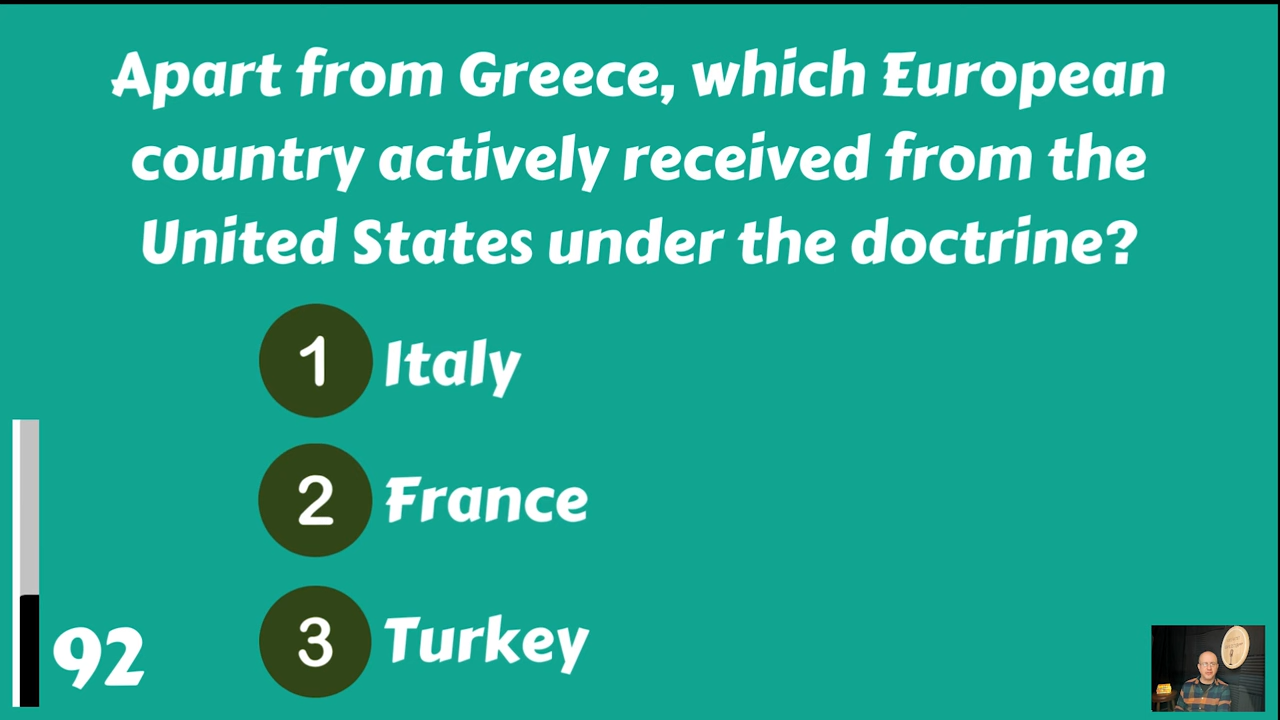 Apart from Greece, which European
country actively received from the
United States under the doctrine?
1 Italy
2 France
3 Turkey
92